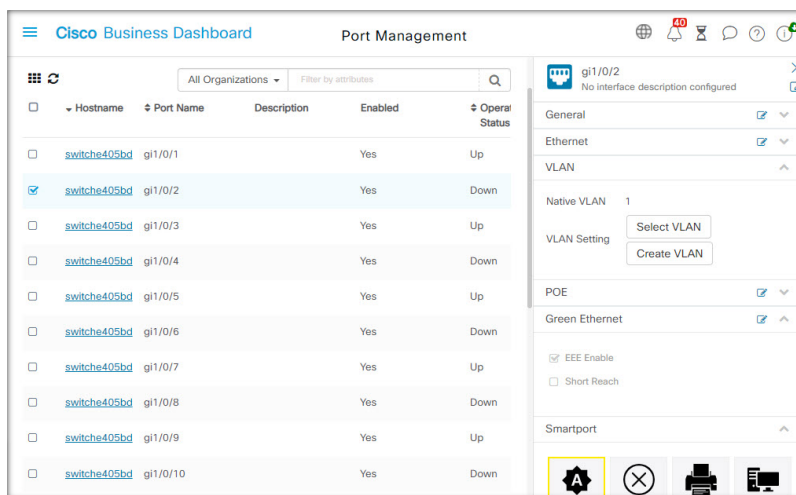 Cisco Business Dashboard
Port Management
40
All Organizations
Filter by attributes
Hostname Port Name Description Enabled Operat
Status
switche405bd gi1/0/1 Yes Up
switche405bd gi1/0/2 Yes Down
switche405bd gi1/0/3 Yes Up
switche405bd gi1/0/4 Yes Down
switche405bd gi1/0/5 Yes Up
switche405bd gi1/0/6 Yes Down
switche405bd gi1/0/7 Yes Up
switche405bd gi1/0/8 Yes Down
switche405bd gi1/0/9 Yes Up
switche405bd gi1/0/10 Yes Down
gi1/0/2
No interface description configured
General
Ethernet
VLAN
Native VLAN 1
VLAN Setting
Select VLAN
Create VLAN
POE
Green Ethernet
EEE Enable
Short Reach
Smartport
A